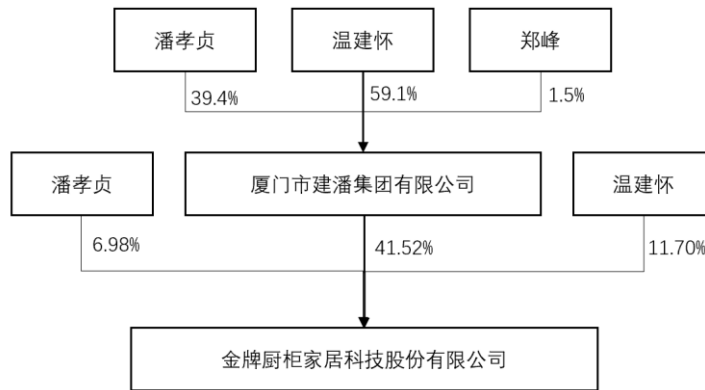 潘孝贞
温建怀
郑峰
39.4%
59.1%
1.5%
潘孝贞
厦门市建潘集团有限公司
温建怀
6.98%
41.52%
11.70%
金牌厨柜家居科技股份有限公司